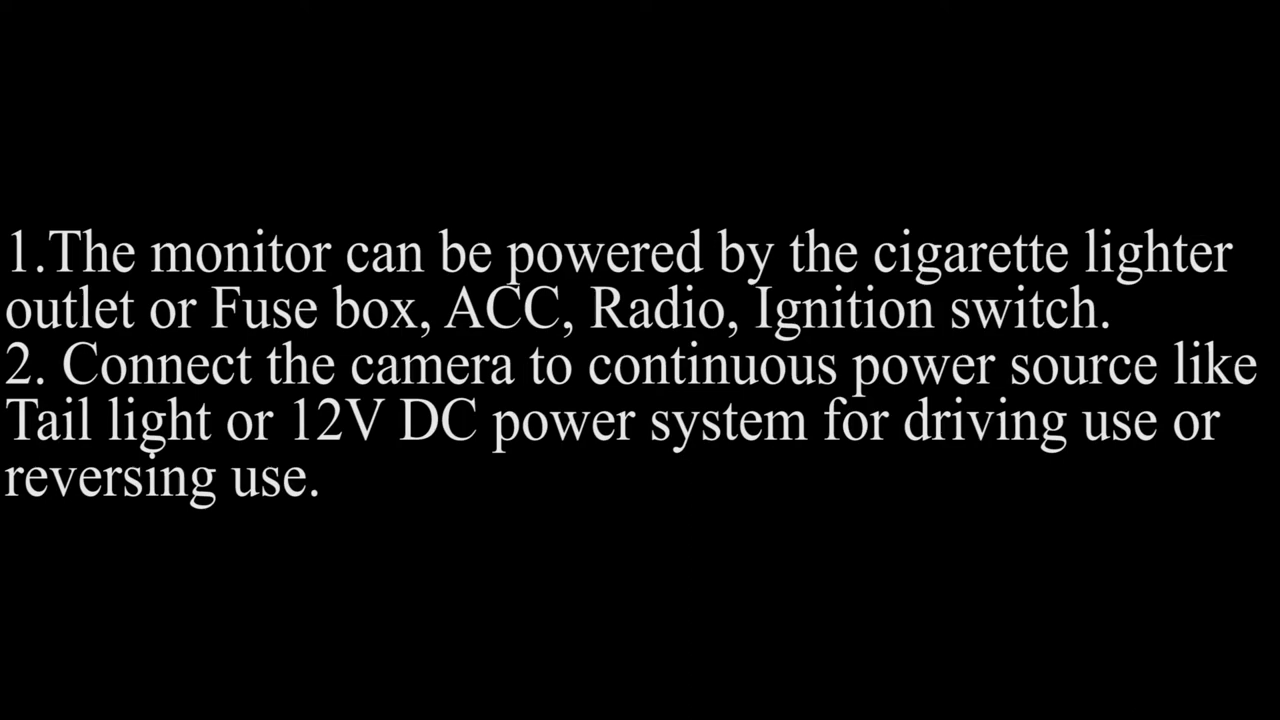 1.The monitor can be powered by the cigarette lighter
outlet or Fuse box, ACC, Radio, Ignition switch.
2. Connect the camera to continuous power source like
Tail light or 12V DC power system for driving use or
reversing use.